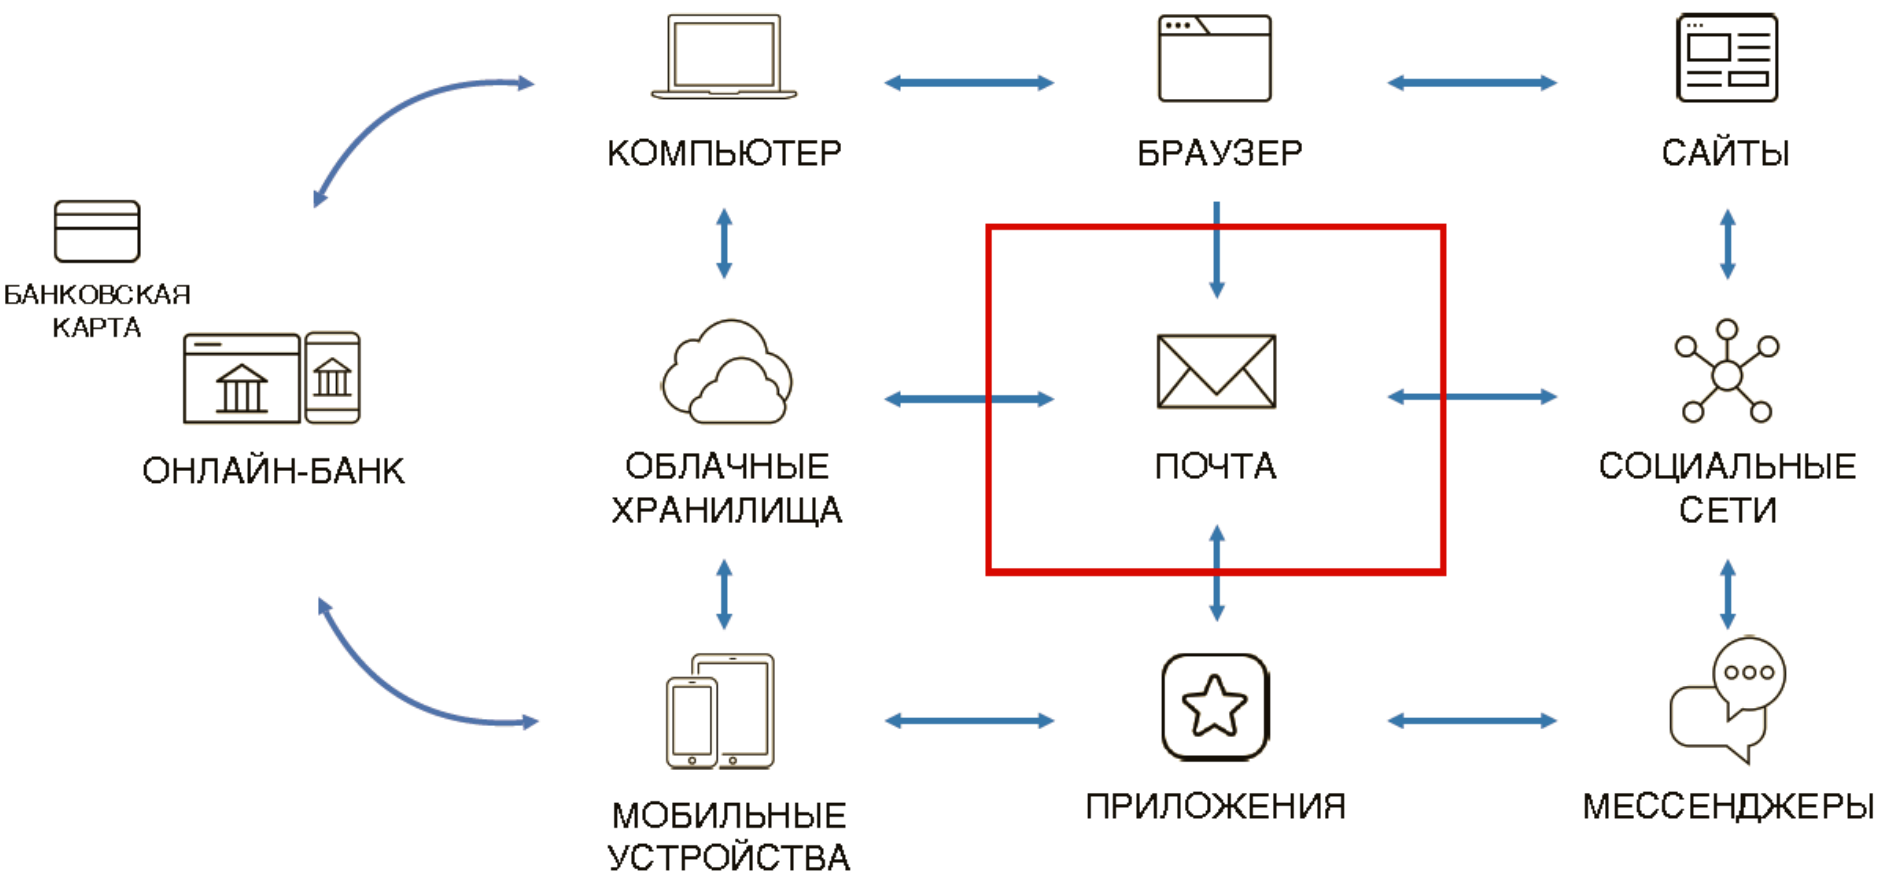 КОМПЬЮТЕР
БРАУЗЕР
САЙТЫ
БАНКОВСКАЯ
КАРТА
ОНЛАЙН-БАНК
ОБЛАЧНЫЕ
ХРАНИЛИЩА
ПОЧТА
СОЦИАЛЬНЫЕ
СЕТИ
МОБИЛЬНЫЕ
УСТРОЙСТВА
ПРИЛОЖЕНИЯ
МЕССЕНДЖЕРЫ